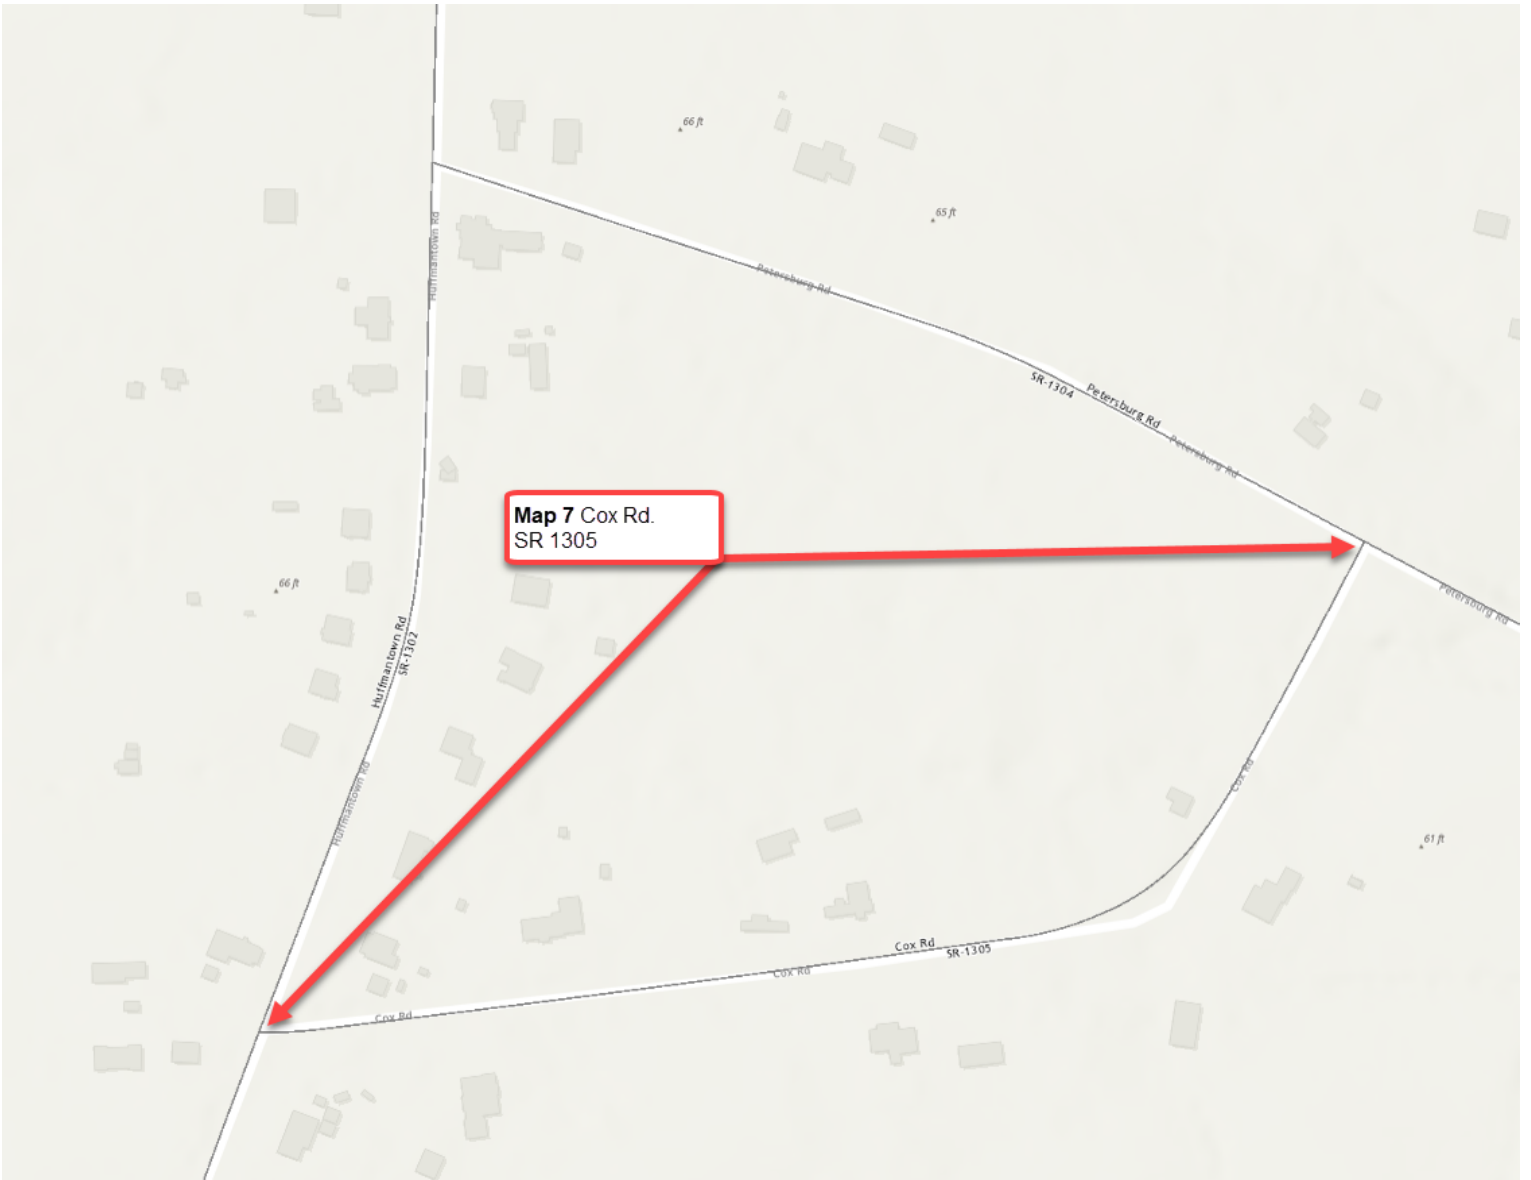 66 ft
65 ft
Huffmantown Rd
Petersburg Rd
SR-1304
Petersburg Rd
Petersburg Rd
Map 7 Cox Rd.
SR 1305
66 ft
Petersburg Rd
Huffmantown Rd
SR-1302
Huffmantown Rd
Cox Rd
61 ft
Cox Rd
SR-1305
Cox Rd
Cox Rd